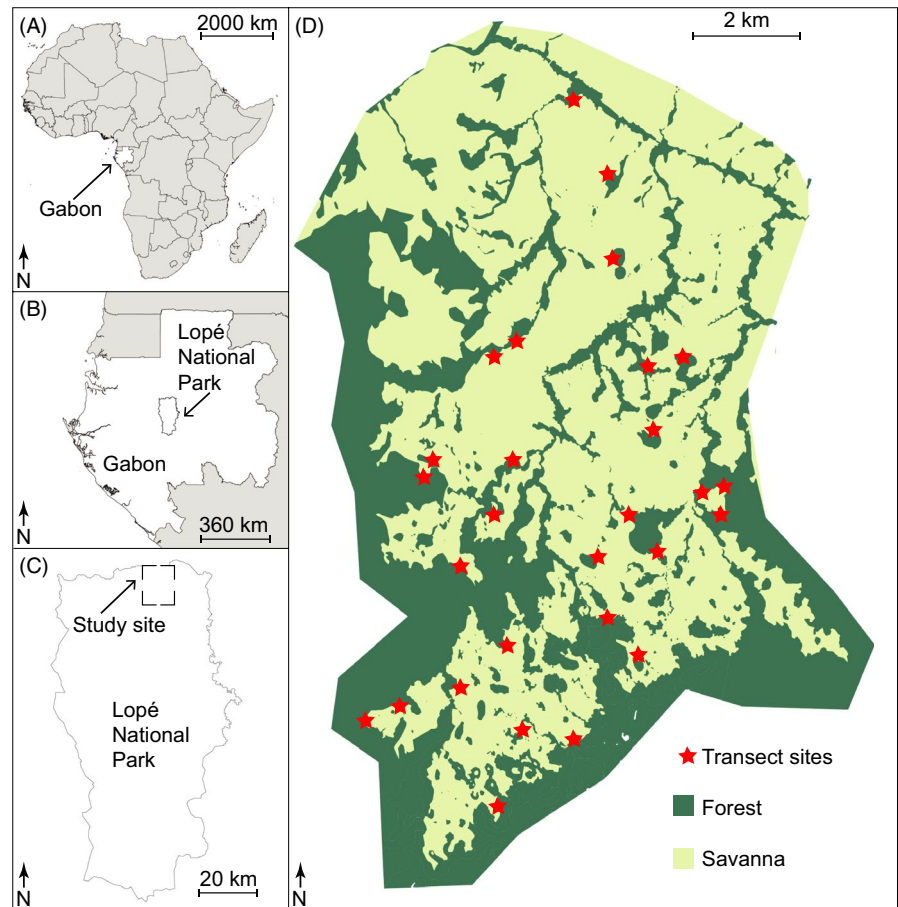 (A)
2000 km
Gabon
N
(B)
Lopé
National
Park
Gabon
360 km
N
(C)
Study site
Lopé
National
Park
20 km
N
(D)
2 km
Transect sites
Forest
Savanna
N